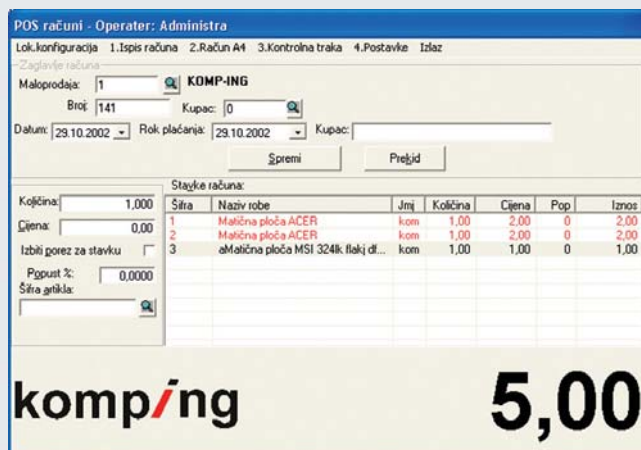 POS računi - Operater: Administra
Lok.konfiguracija 1.Ispis računa 2.Račun A4 3.Kontrolna traka 4.Postavke Izlaz
Zaglavlje računa
Maloprodaja: 1 KOMP-ING
Broj: 141 Kupac: 0
Datum: 29.10.2002 Rok plaćanja: 29.10.2002 Kupac:
Spremi Prekid
Stavke računa:
Količina: 1,000
Cijena: 0,00
Izbiti porez za stavku
Popust %: 0,0000
Šifra artikla:
Šifra Naziv robe Jmj Količina Cijena Pop Iznos
1 Matična ploča ACER kom 1,00 2,00 0 2,00
2 Matična ploča ACER kom 1,00 2,00 0 2,00
3 aMatična ploča MSI 324lk flakj df... kom 1,00 1,00 0 1,00
komping 5,00